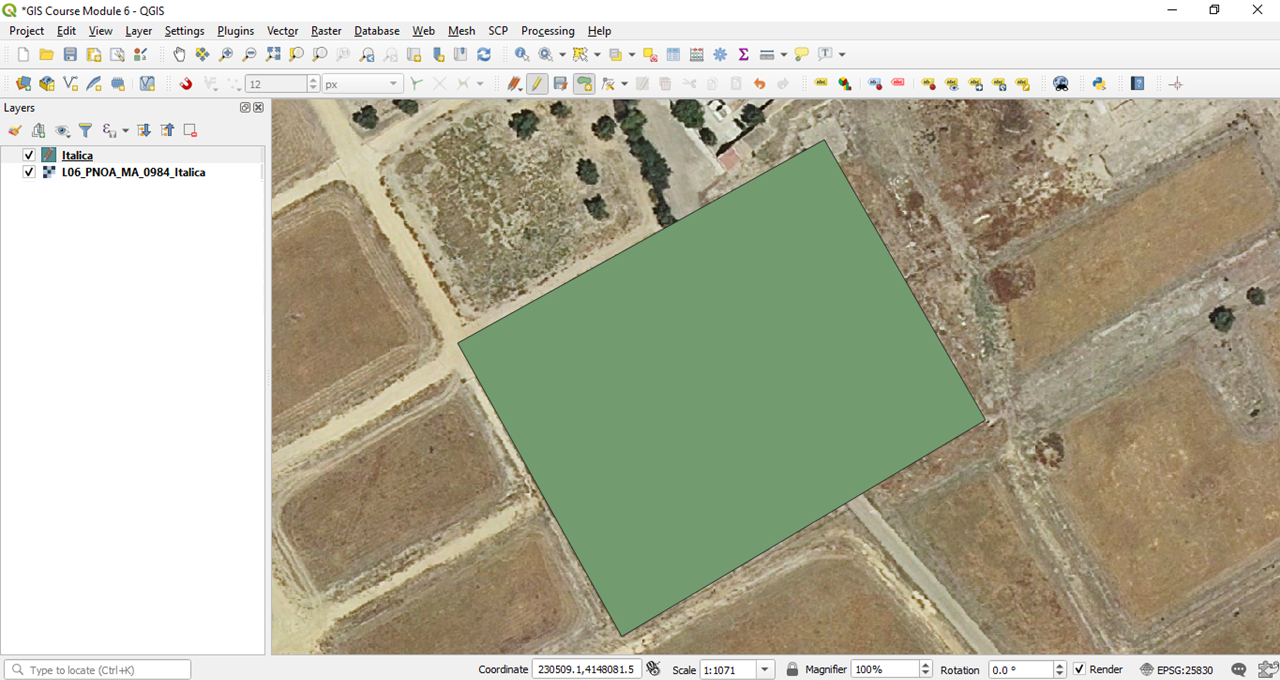 *GIS Course Module 6 - QGIS
Project Edit View Layer Settings Plugins Vector Raster Database Web Mesh SCP Processing Help
12 px
Layers
Italica
L06_PNOA_MA_0984_Italica
Type to locate (Ctrl+K) Coordinate 230509.1,4148081.5 Scale 1:1071 Magnifier 100% Rotation 0.0 ° Render EPSG:25830